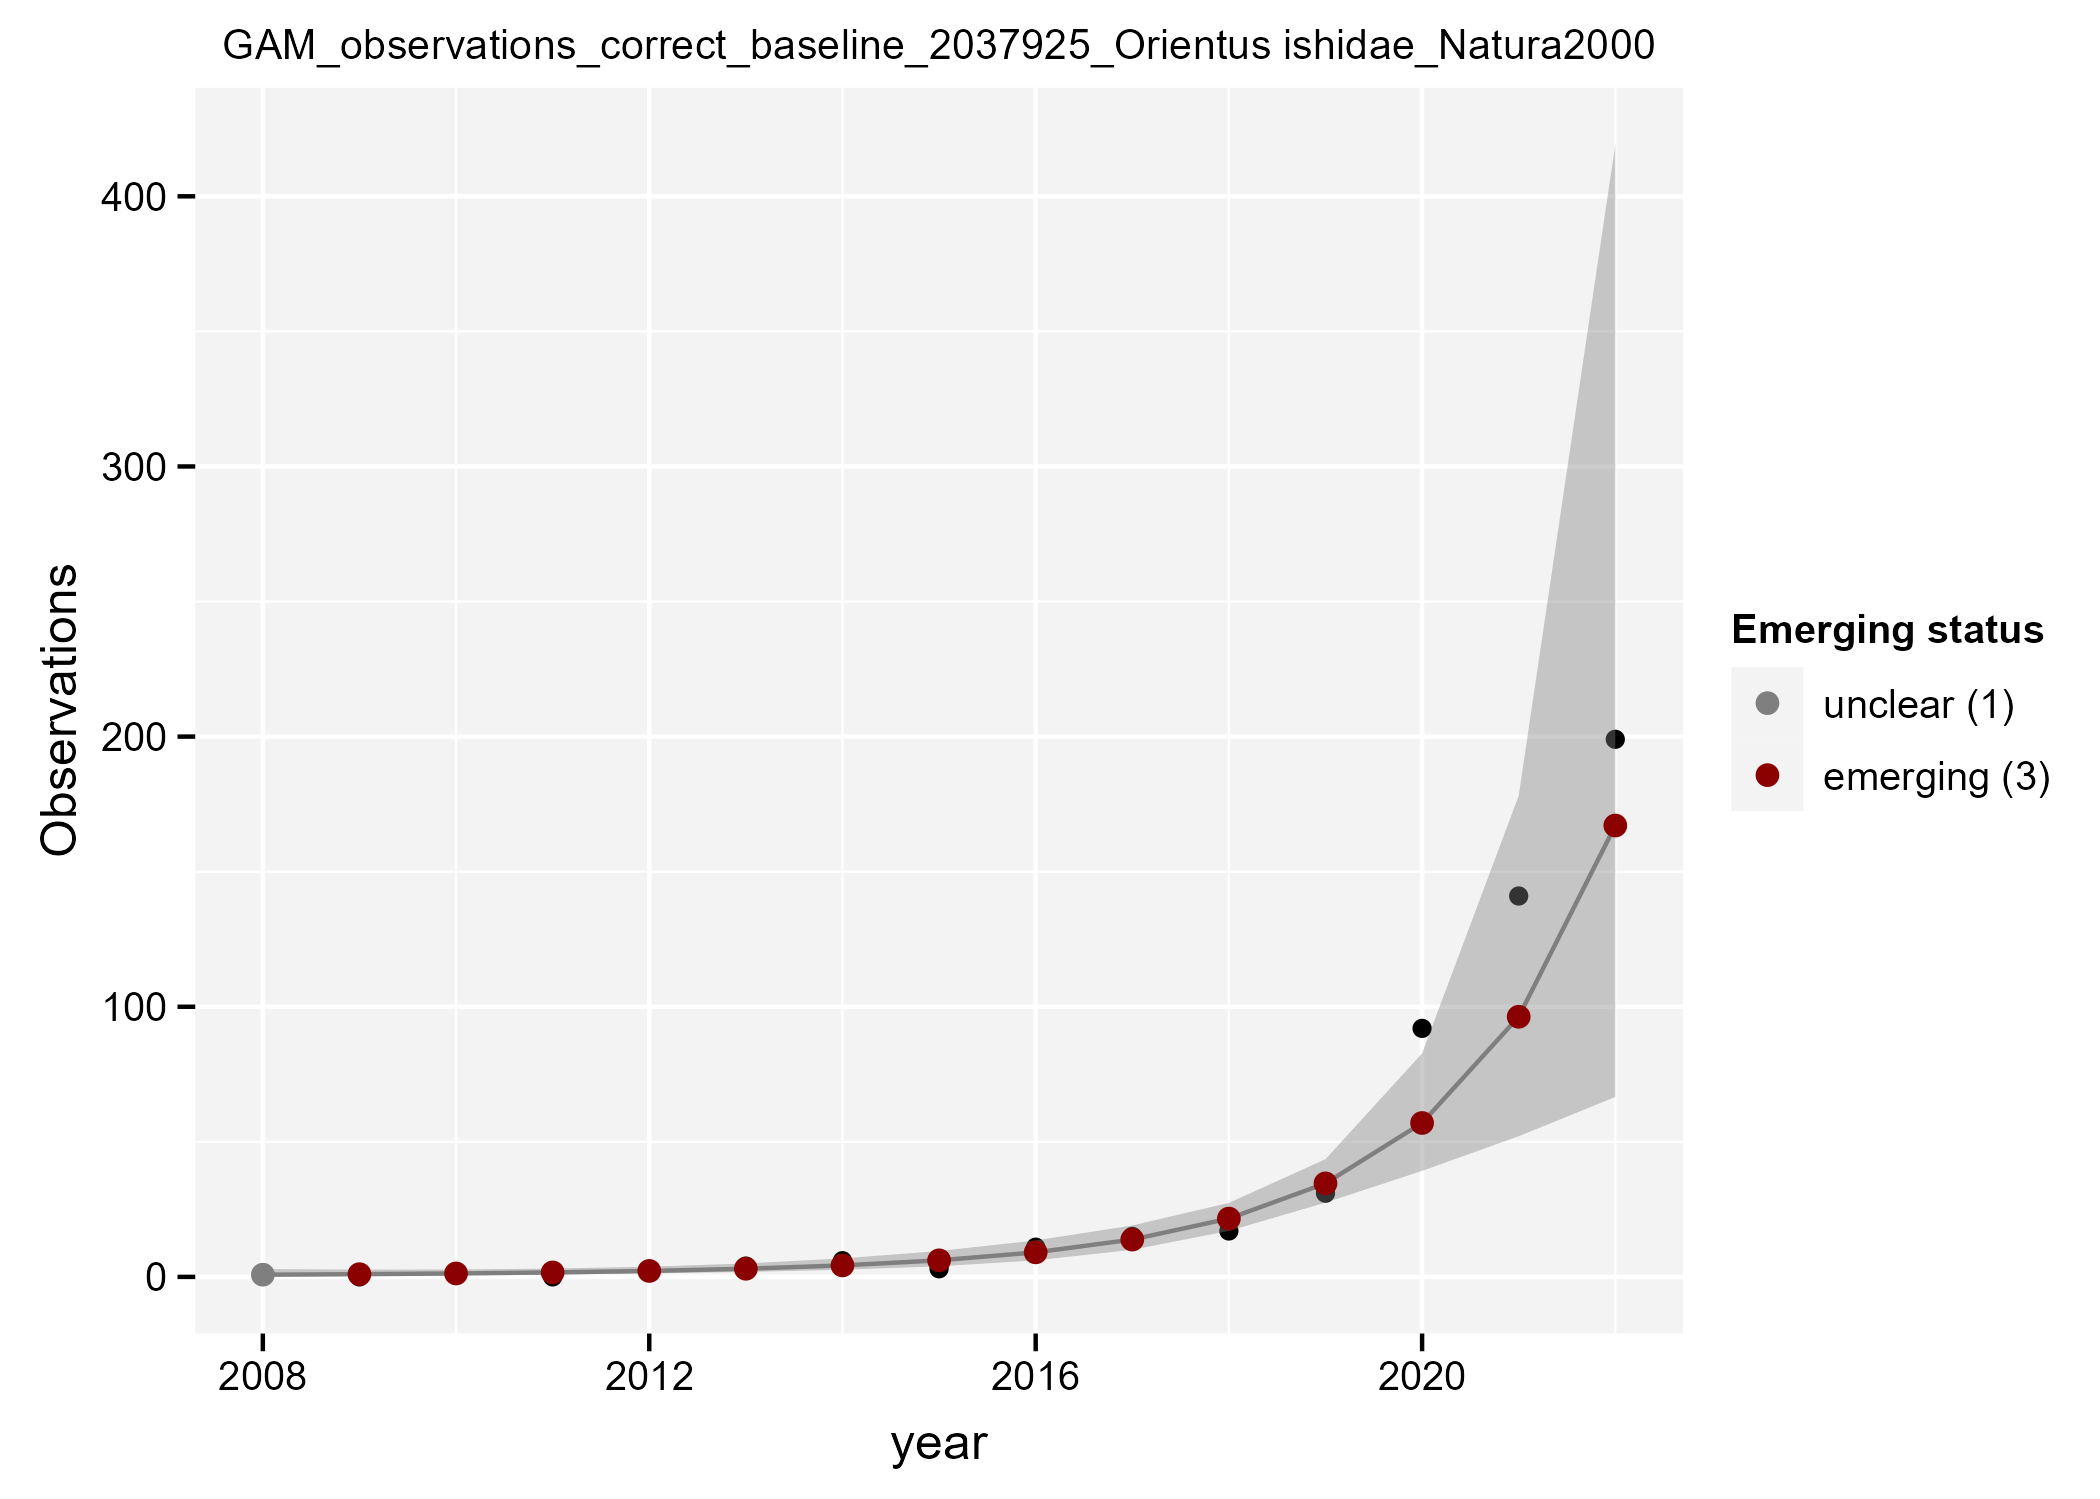 GAM_observations_correct_baseline_2037925_Orientus ishidae_Natura2000
Observations
400
300
200
100
0
2008 2012 2016 2020
year
Emerging status
unclear (1)
emerging (3)